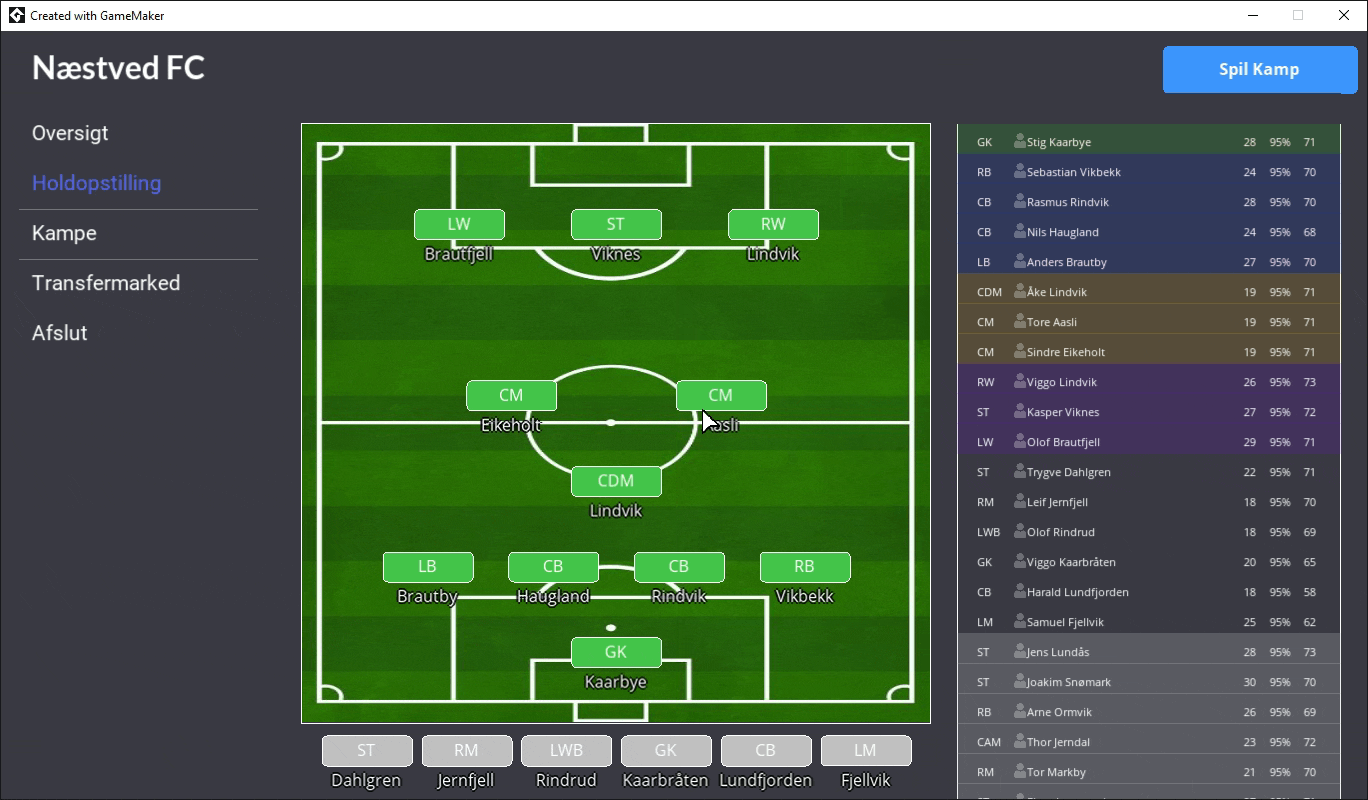 Created with GameMaker
Næstved FC
Spil Kamp
Oversigt
Holdopstilling
Kampe
Transfermarked
Afslut
LW ST RW
Brautfjell Viknes Lindvik
CM CM
Eikeholt Aasli
CDM
Lindvik
LB CB CB RB
Brautby Haugland Rindvik Vikbekk
GK
Kaarbye
ST RM LWB GK CB LM
Dahlgren Jernfjell Rindrud Kaarbråten Lundfjorden Fjellvik
GK Stig Kaarbye 28 95% 71
RB Sebastian Vikbekk 24 95% 70
CB Rasmus Rindvik 28 95% 70
CB Nils Haugland 24 95% 68
LB Anders Brautby 27 95% 70
CDM Åke Lindvik 19 95% 71
CM Tore Aasli 19 95% 71
CM Sindre Eikeholt 19 95% 71
RW Viggo Lindvik 26 95% 73
ST Kasper Viknes 27 95% 72
LW Olof Brautfjell 29 95% 71
ST Trygve Dahlgren 22 95% 71
RM Leif Jernfjell 18 95% 70
LWB Olof Rindrud 18 95% 69
GK Viggo Kaarbråten 20 95% 65
CB Harald Lundfjorden 18 95% 58
LM Samuel Fjellvik 25 95% 62
ST Jens Lundås 28 95% 73
ST Joakim Snømark 30 95% 70
RB Arne Ormvik 26 95% 69
CAM Thor Jerndal 23 95% 72
RM Tor Markby 21 95% 70